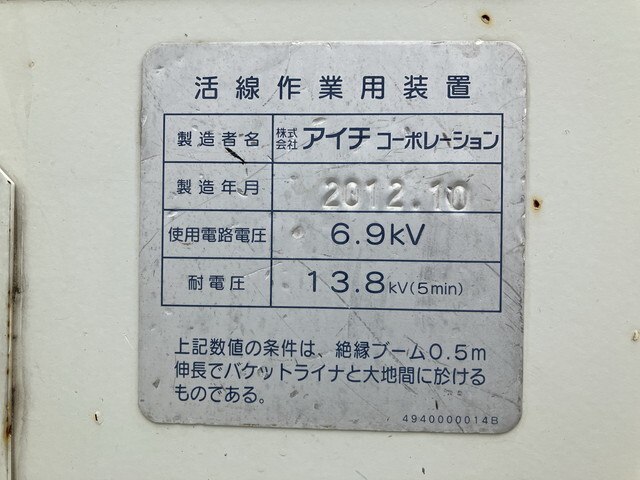 活線作業用装置
製造者名 株式会社 アイチ コーポレーション
製造年月 2012.10
使用電路電圧 6.9kV
耐電圧 13.8kV(5min)
上記数値の条件は、絶縁ブーム0.5m
伸長でバケットライナと大地間に於ける
ものである。
4940000014B